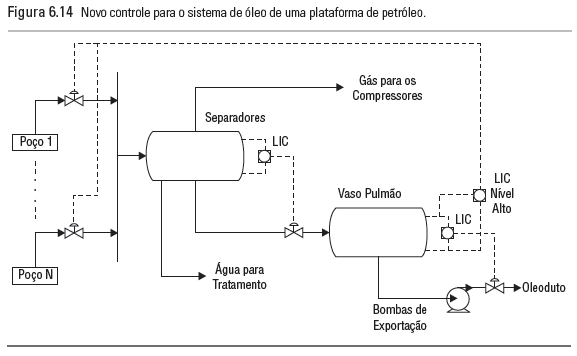 Figura 6.14 Novo controle para o sistema de óleo de uma plataforma de petróleo.
Gás para os
Compressores
Separadores
LIC
Poço 1
LIC
Nível
Alto
Vaso Pulmão
LIC
Poço N
Água para
Tratamento
Oleoduto
Bombas de
Exportação